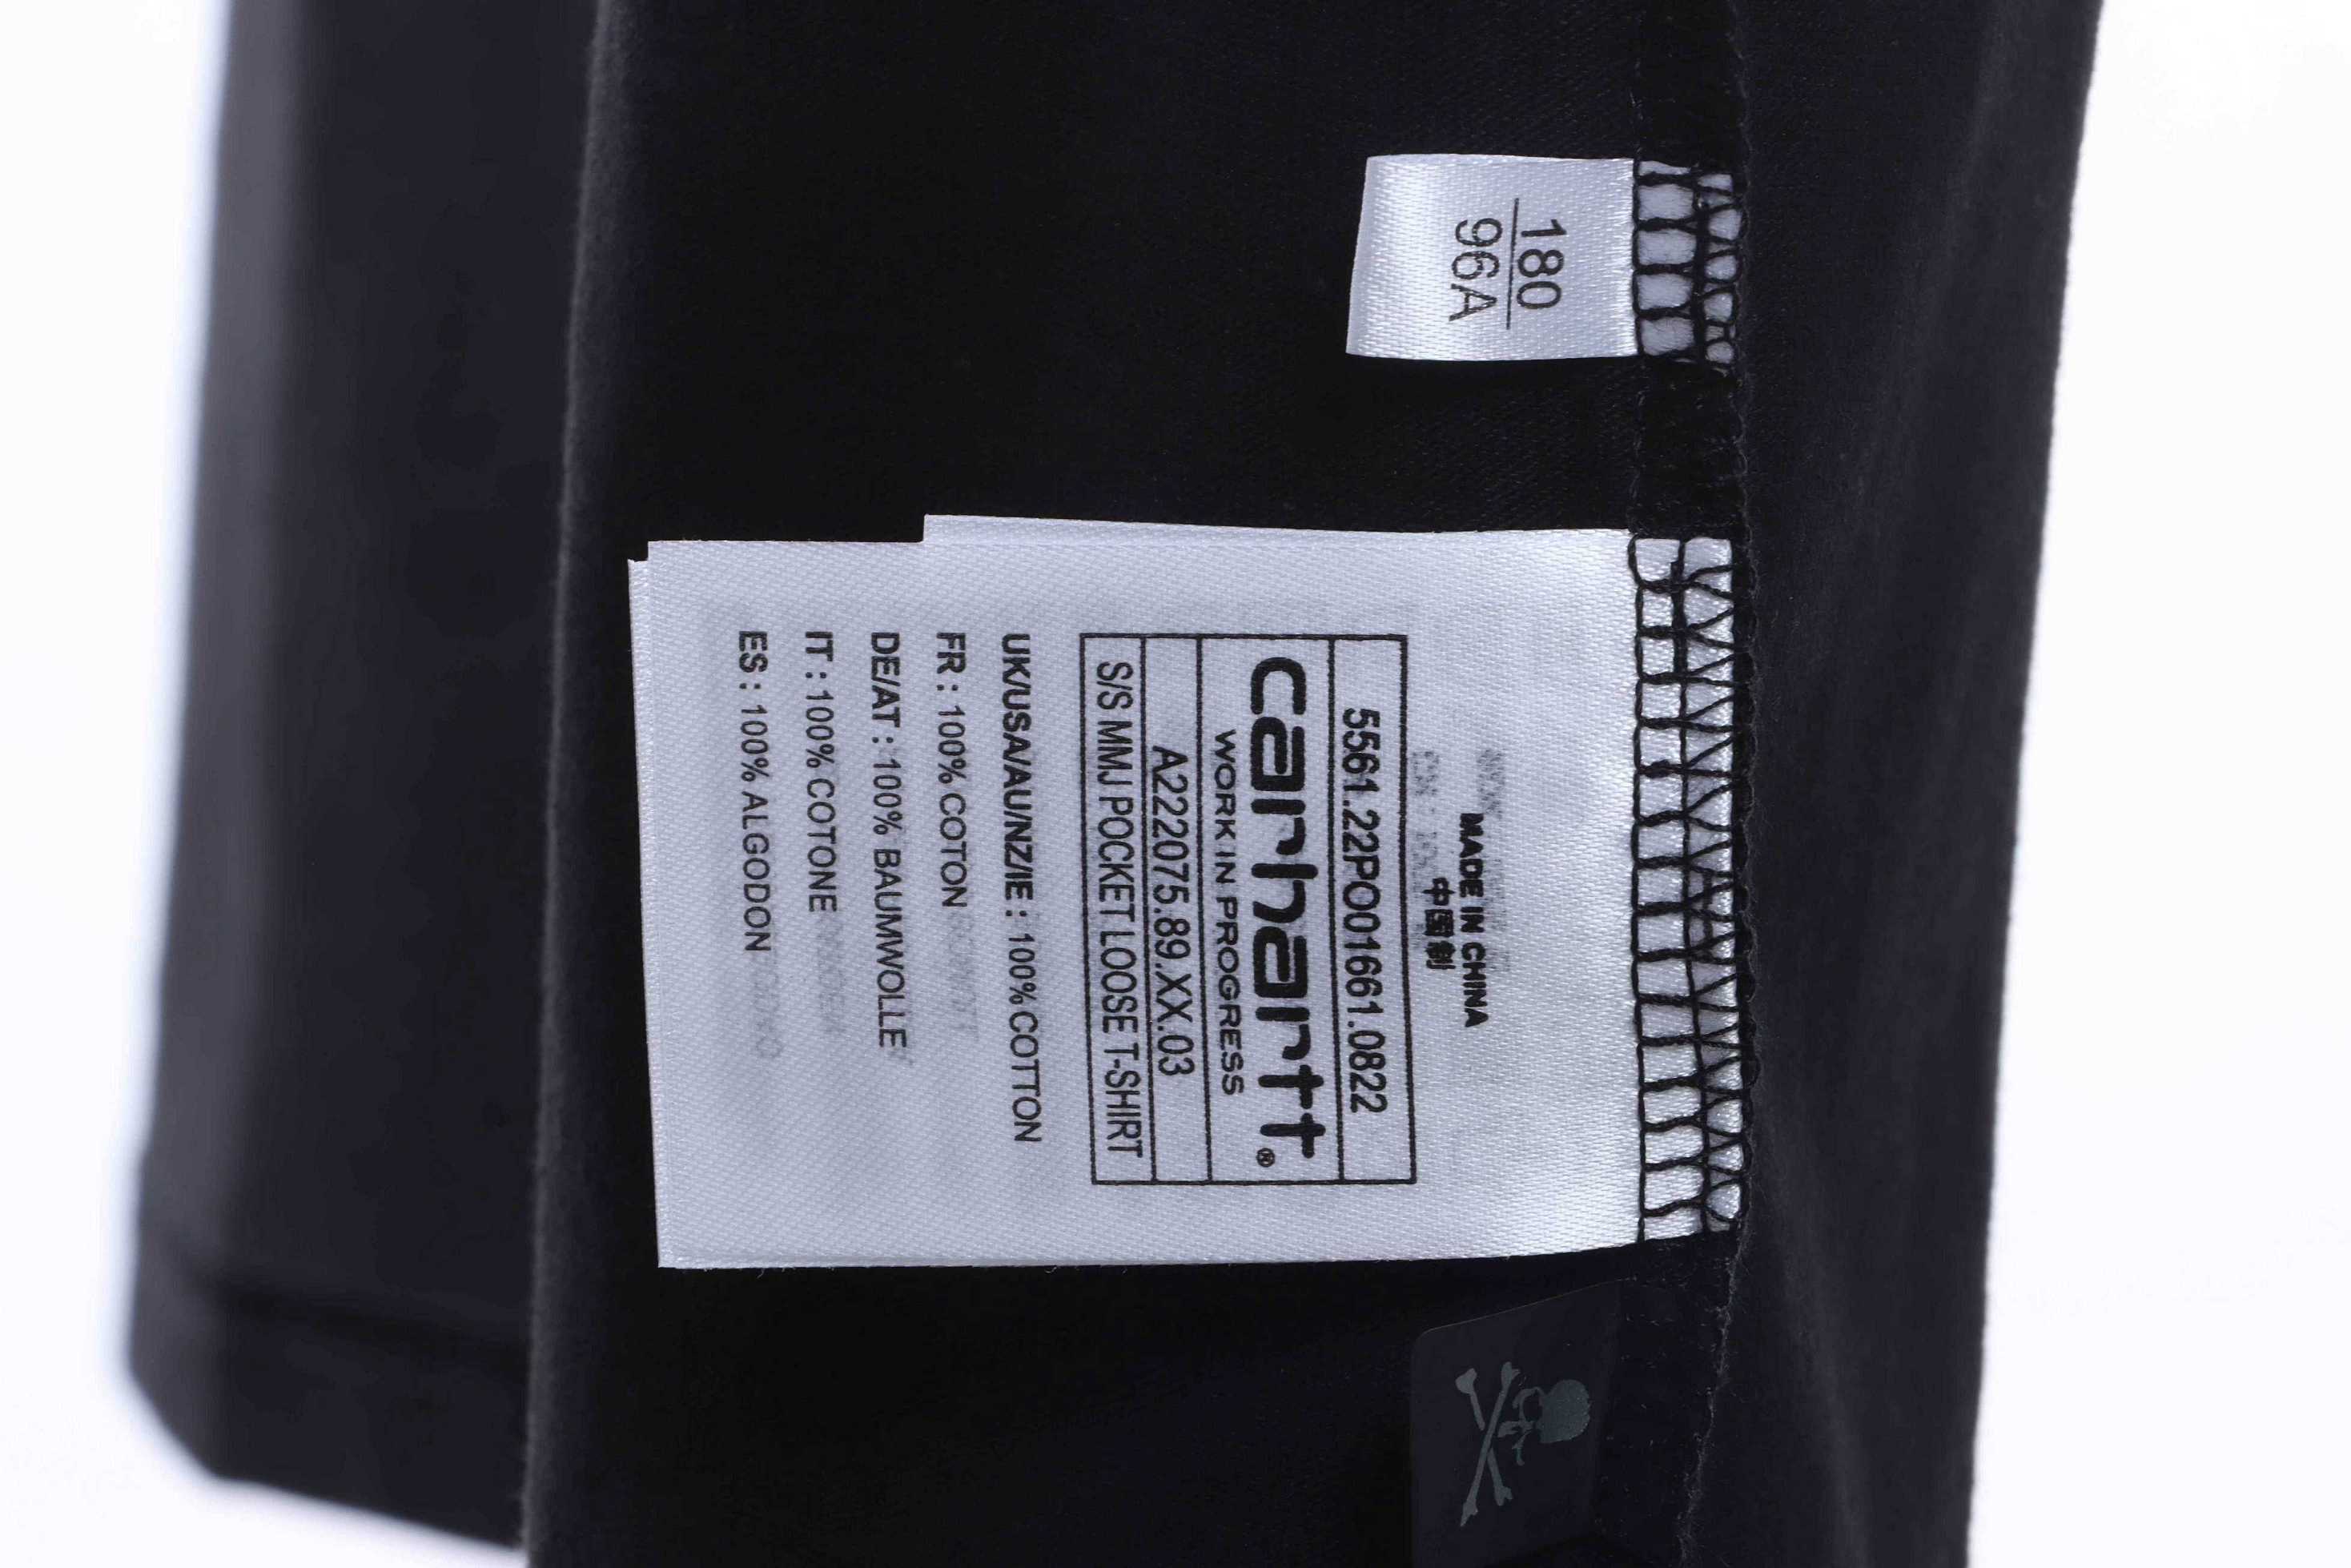 180
96A
MADE IN CHINA
中国制
5561.22PO001661.0822
carhartt®
WORK IN PROGRESS
A2222075.89.XX.03
S/S MMJ POCKET LOOSE T-SHIRT
UK/USA/AU/NZ/IE : 100% COTTON
FR : 100% COTON
DE/AT : 100% BAUMWOLLE
IT : 100% COTONE
ES : 100% ALGODON